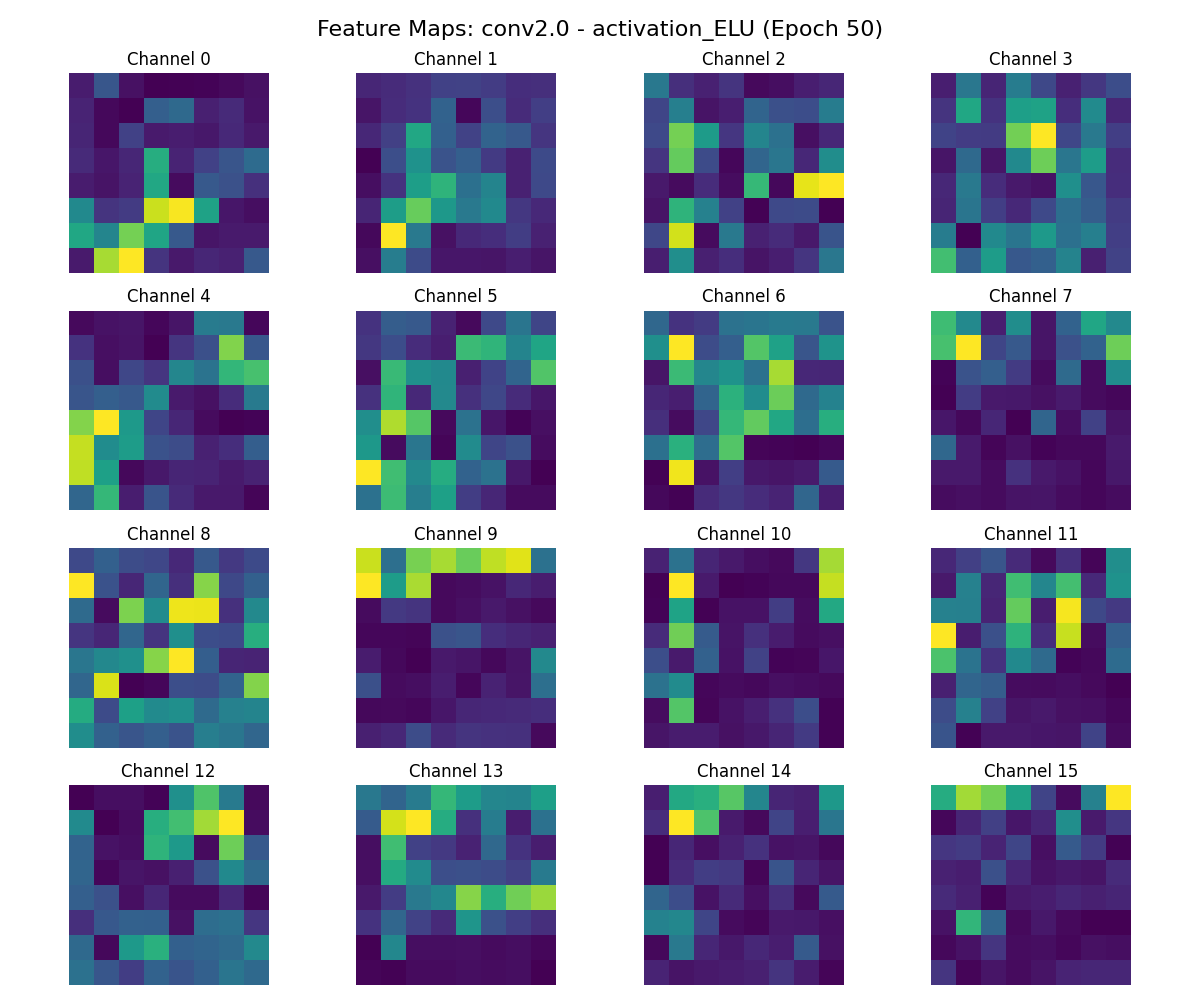 Feature Maps: conv2.0 - activation_ELU (Epoch 50)
Channel 0
Channel 1
Channel 2
Channel 3
Channel 4
Channel 5
Channel 6
Channel 7
Channel 8
Channel 9
Channel 10
Channel 11
Channel 12
Channel 13
Channel 14
Channel 15